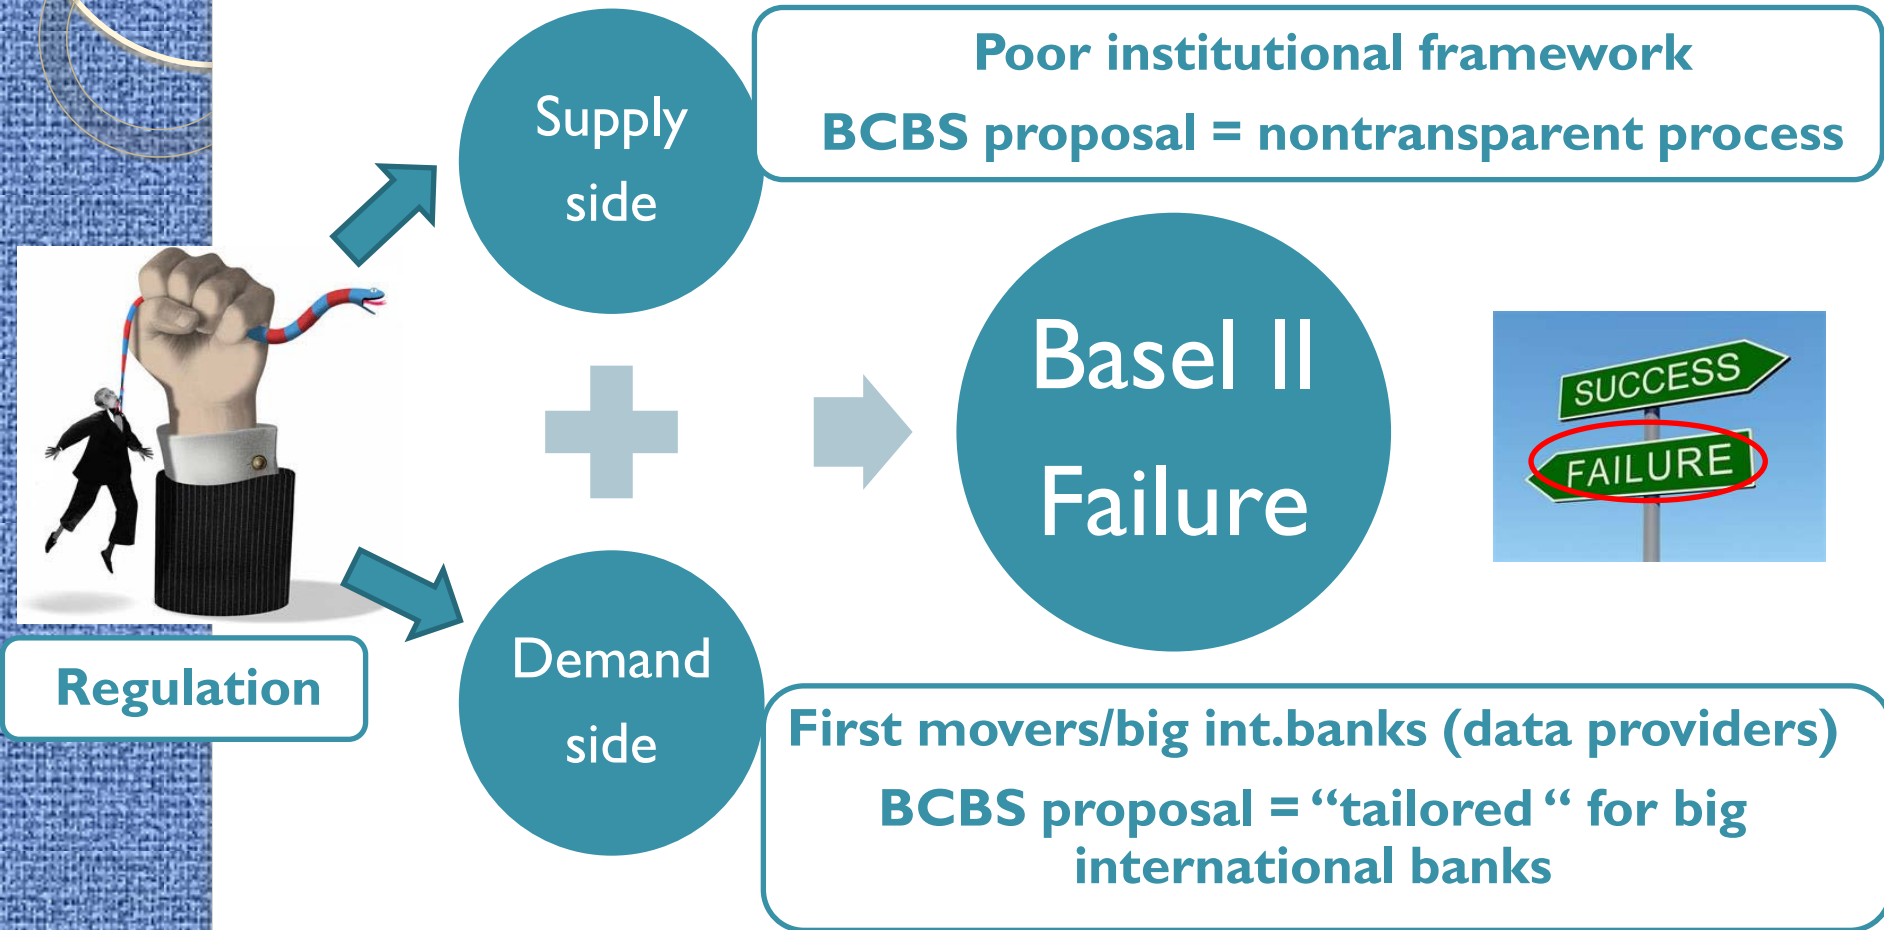 Supply
side
Poor institutional framework
BCBS proposal = nontransparent process
Basel II
Failure
SUCCESS
FAILURE
Regulation
Demand
side
First movers/big int.banks (data providers)
BCBS proposal = “tailored “ for big
international banks